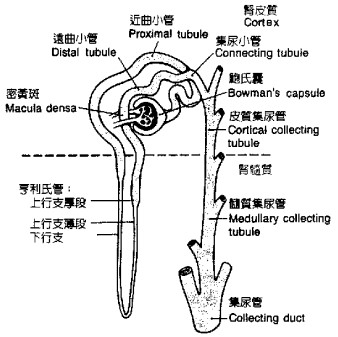 近曲小管
Proximal tubule
腎皮質
Cortex
遠曲小管
Distal tubule
集尿小管
Connecting tubule
密黃斑
Macula densa
鮑氏囊
Bowman's capsule
皮質集尿管
Cortical collecting
tubule
腎髓質
亨利氏管：
上行支厚段
上行支薄段
下行支
髓質集尿管
Medullary collecting
tubule
集尿管
Collecting duct